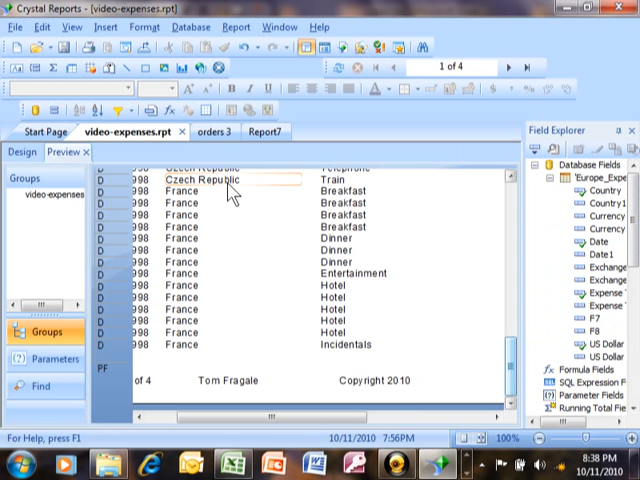 Crystal Reports - [video-expenses.rpt]
File Edit View Insert Format Database Report Window Help
1 of 4
A B I U
Start Page video-expenses.rpt orders 3 Report7
Design Preview
Groups
video-expenses
Groups
Parameters
Find
D 998 Czech Republic Telephone
D 998 Czech Republic Train
D 998 France Breakfast
D 998 France Breakfast
D 998 France Breakfast
D 998 France Breakfast
D 998 France Dinner
D 998 France Dinner
D 998 France Dinner
D 998 France Entertainment
D 998 France Hotel
D 998 France Hotel
D 998 France Hotel
D 998 France Hotel
D 998 France Hotel
D 998 France Incidentals
PF
of 4 Tom Fragale Copyright 2010
Field Explorer
Database Fields
'Europe_Expe
Country
Country1
Currency
Currency
Date
Date1
Exchange
Exchange
Expense
Expense
F7
F8
US Dollar
US Dollar
Formula Fields
SQL Expression F
Parameter Fields
Running Total Fie
For Help, press F1 10/11/2010 7:56PM 100%
8:38 PM
10/11/2010